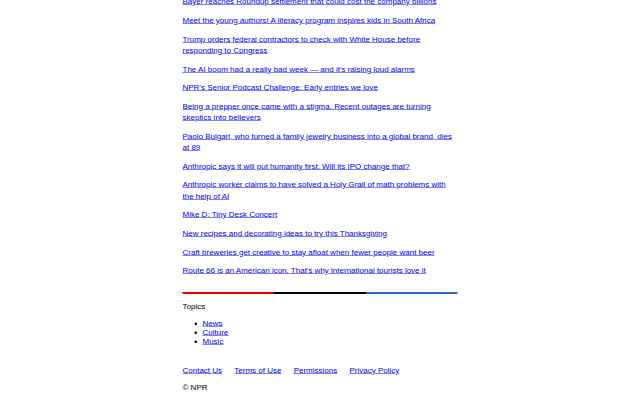 Bayer reaches Roundup settlement that could cost the company billions
Meet the young authors! A literacy program inspires kids in South Africa
Trump orders federal contractors to check with White House before
responding to Congress
The AI boom had a really bad week — and it's raising loud alarms
NPR's Senior Podcast Challenge: Early entries we love
Being a prepper once came with a stigma. Recent outages are turning
skeptics into believers
Paolo Bulgari, who turned a family jewelry business into a global brand, dies
at 89
Anthropic says it will put humanity first. Will its IPO change that?
Anthropic worker claims to have solved a Holy Grail of math problems with
the help of AI
Mike D: Tiny Desk Concert
New recipes and decorating ideas to try this Thanksgiving
Craft breweries get creative to stay afloat when fewer people want beer
Route 66 is an American icon. That's why international tourists love it
Topics
News
Culture
Music
Contact Us Terms of Use Permissions Privacy Policy
© NPR